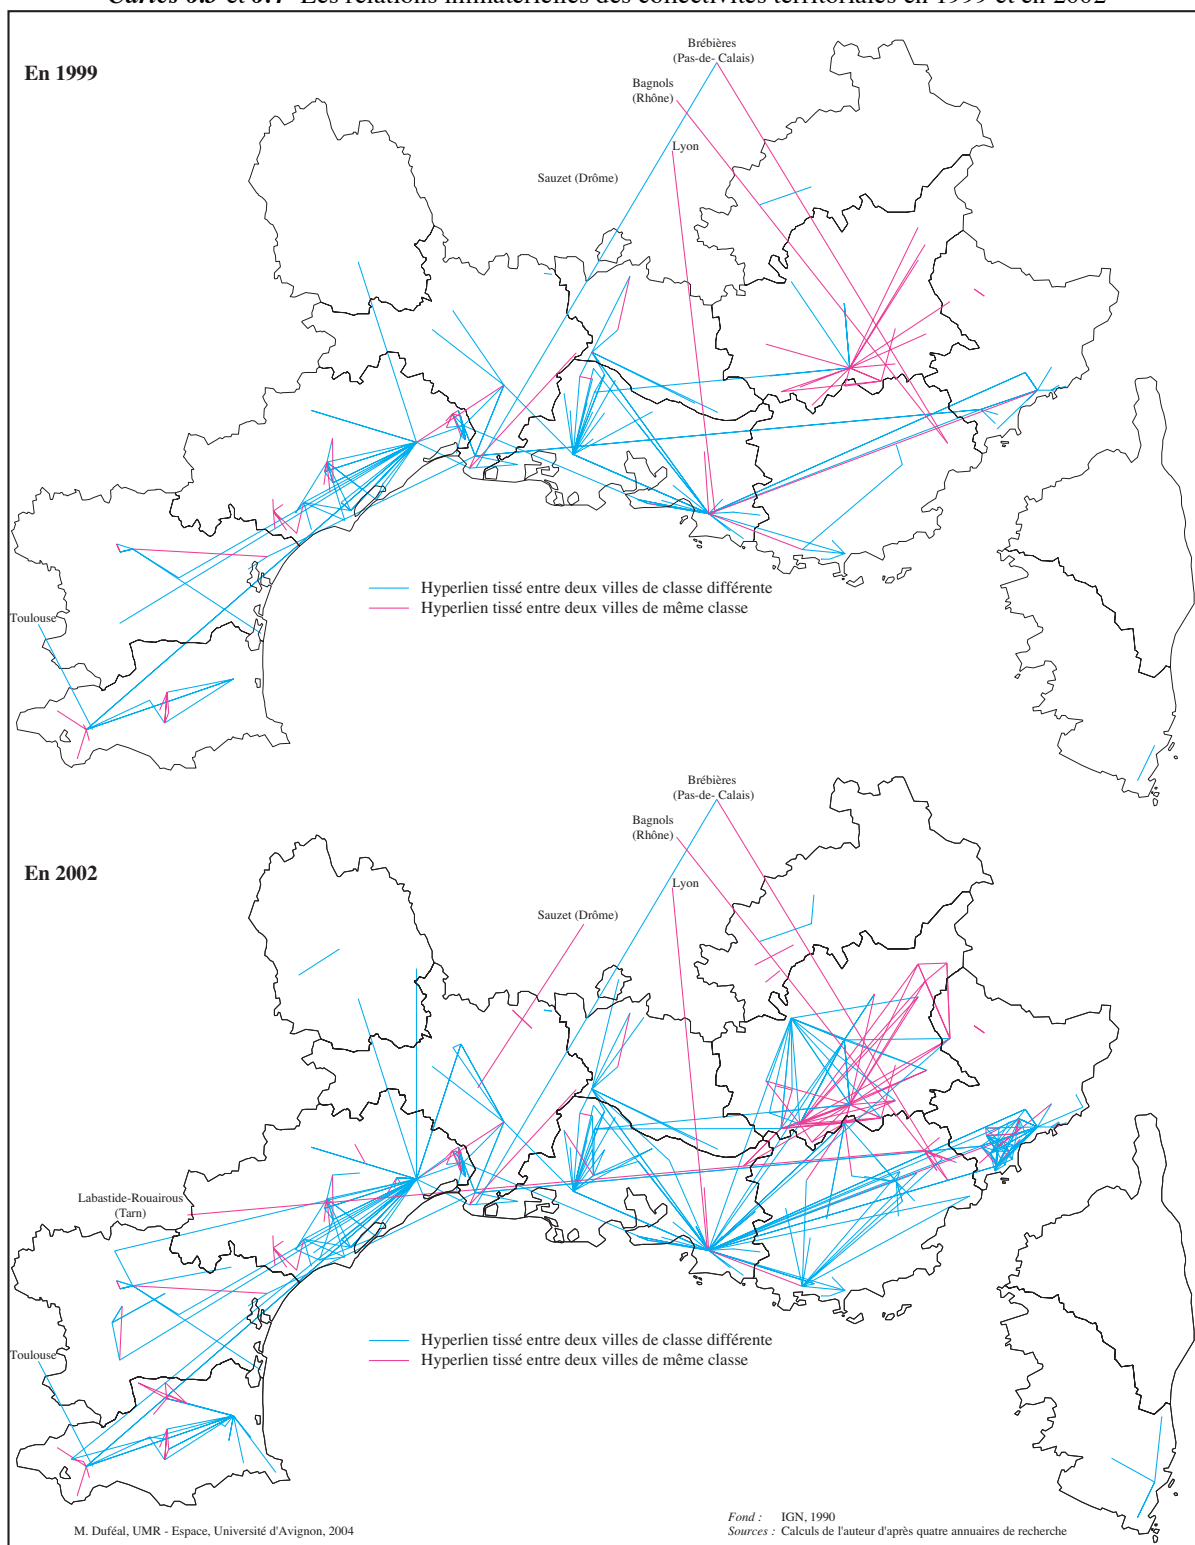 Cartes 6.3 et 6.4 Les relations immatérielles des collectivités territoriales en 1999 et en 2002
En 1999
Brébières
(Pas-de- Calais)
Bagnols
(Rhône)
Lyon
Sauzet (Drôme)
Hyperlien tissé entre deux villes de classe différente
Hyperlien tissé entre deux villes de même classe
Toulouse
En 2002
Brébières
(Pas-de- Calais)
Bagnols
(Rhône)
Lyon
Sauzet (Drôme)
Labastide-Rouairous
(Tarn)
Hyperlien tissé entre deux villes de classe différente
Hyperlien tissé entre deux villes de même classe
Toulouse
M. Duféal, UMR - Espace, Université d'Avignon, 2004
Fond : IGN, 1990
Sources : Calculs de l'auteur d'après quatre annuaires de recherche